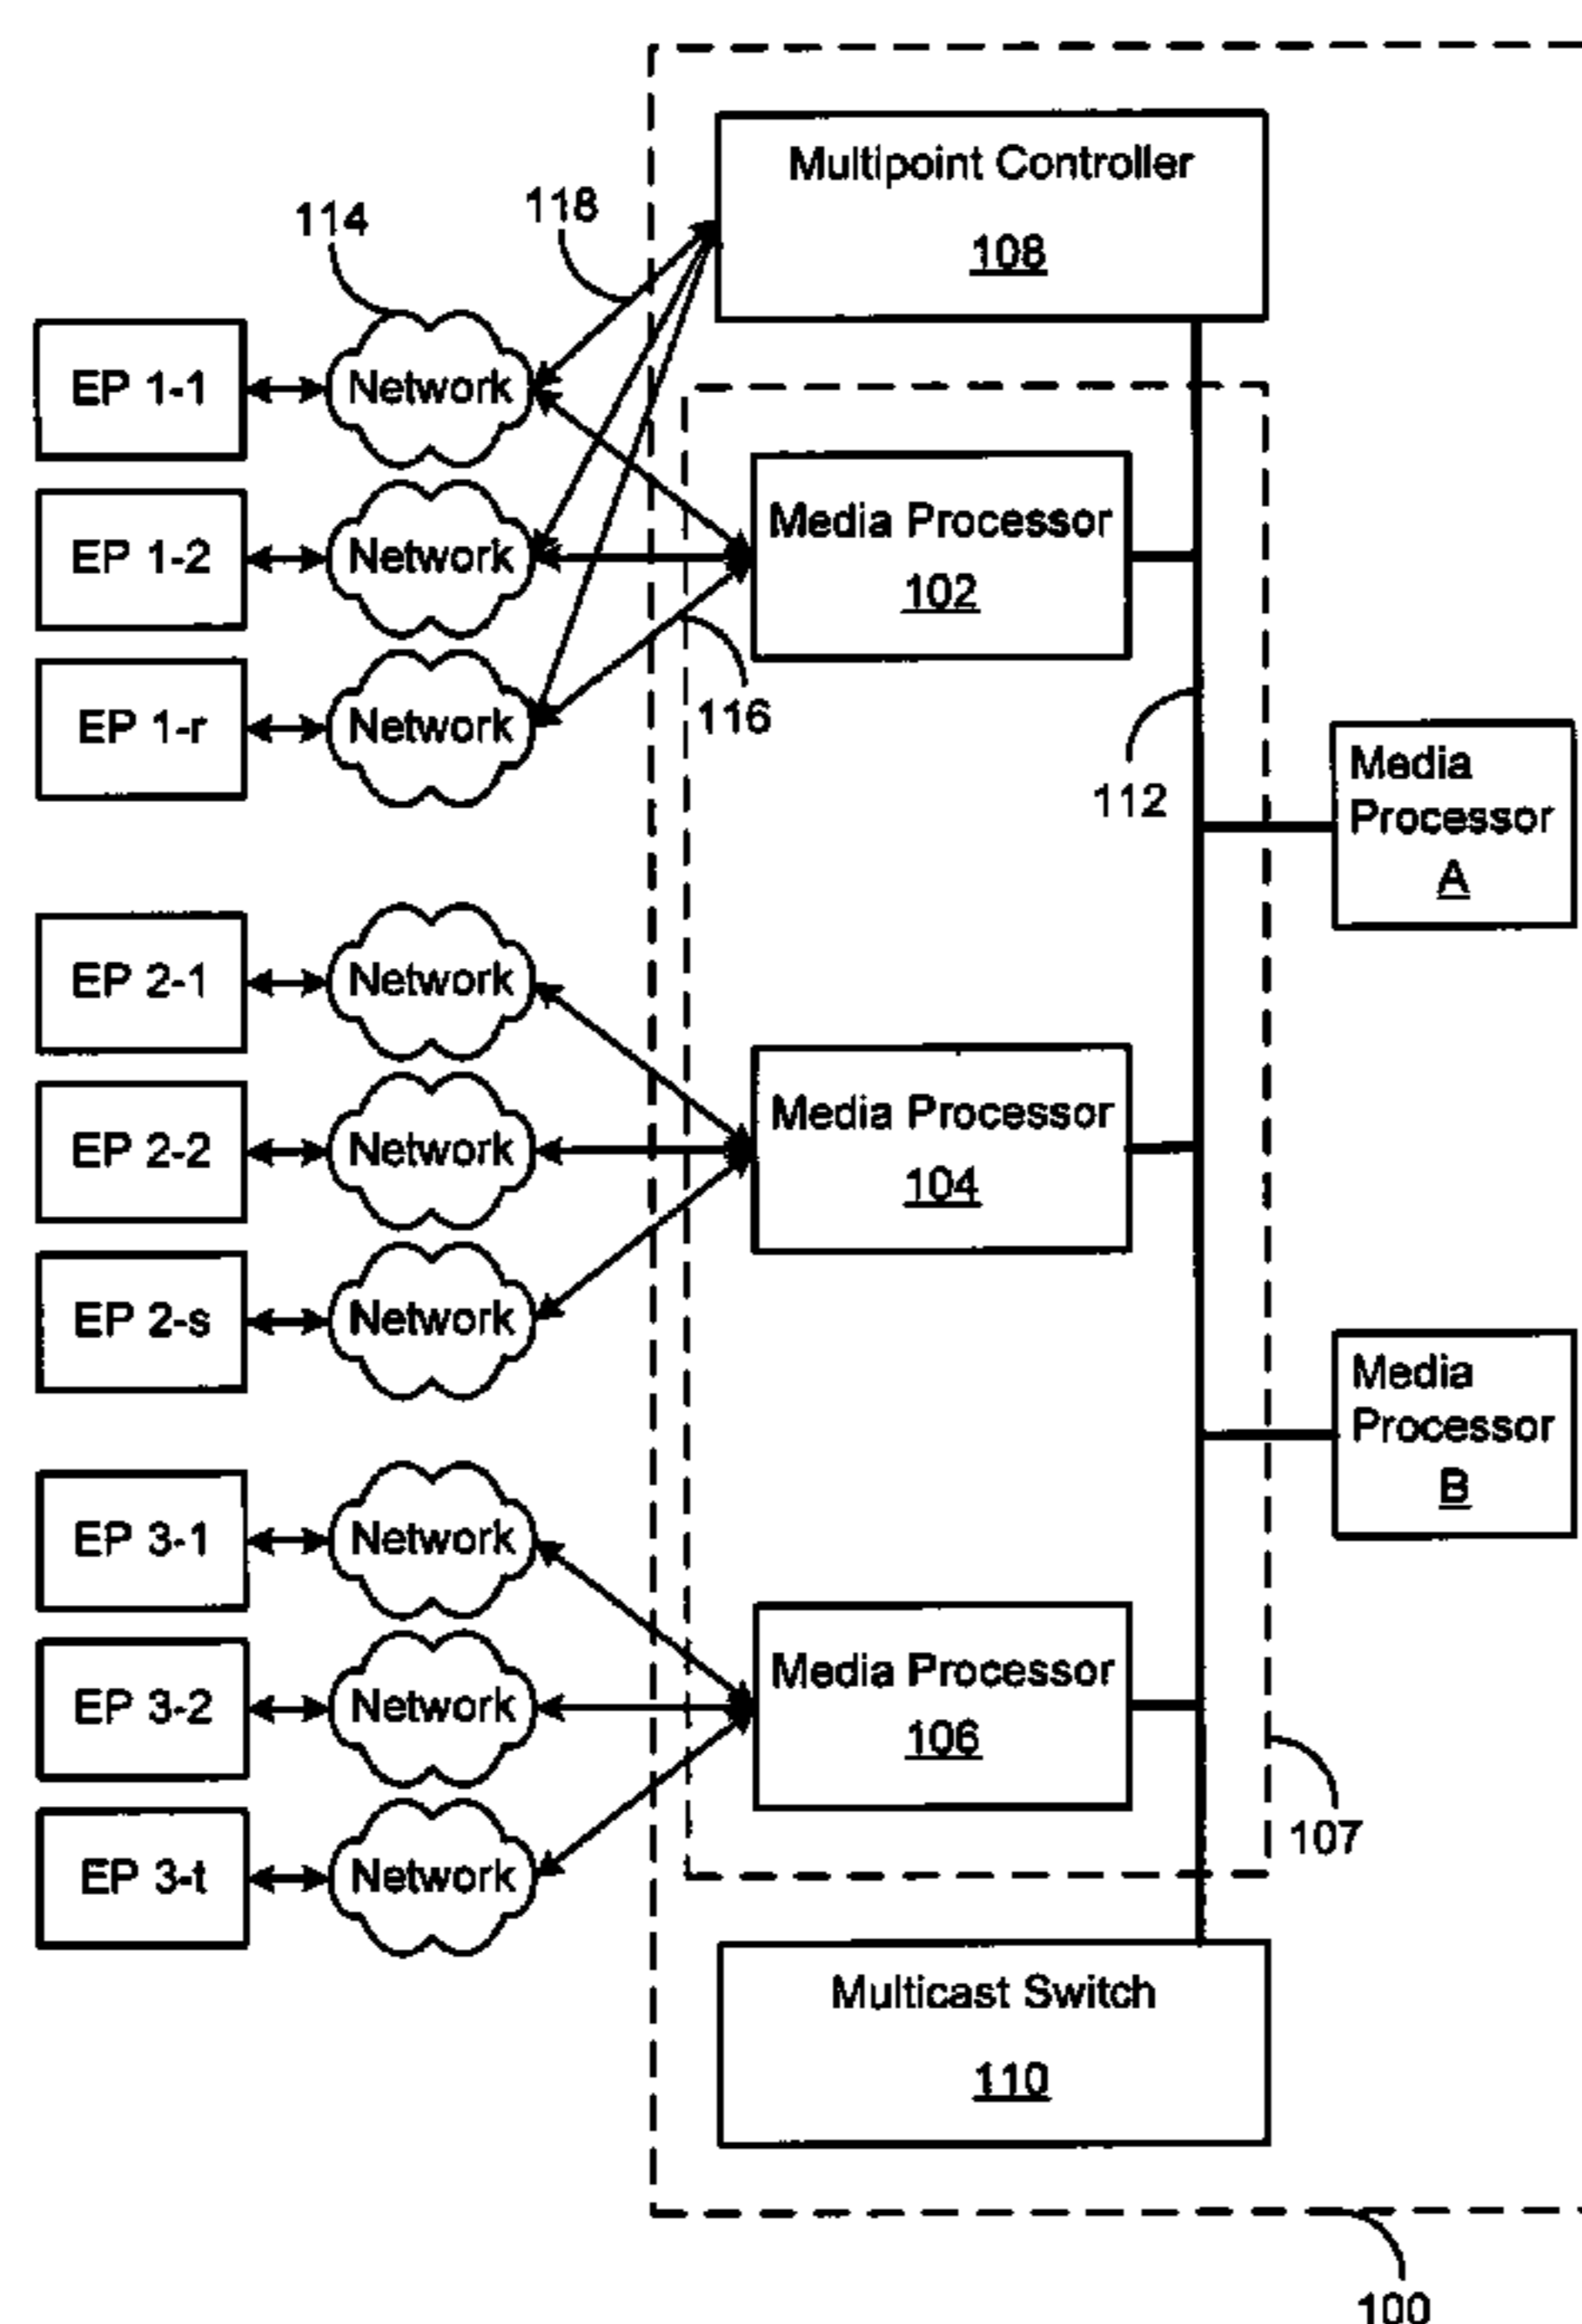 Multipoint Controller
108
118
114
EP 1-1
Network
EP 1-2
Network
Media Processor
102
EP 1-r
Network
116
112
Media
Processor
A
EP 2-1
Network
EP 2-2
Network
Media Processor
104
EP 2-s
Network
Media
Processor
B
EP 3-1
Network
EP 3-2
Network
Media Processor
106
107
EP 3-t
Network
Multicast Switch
110
100